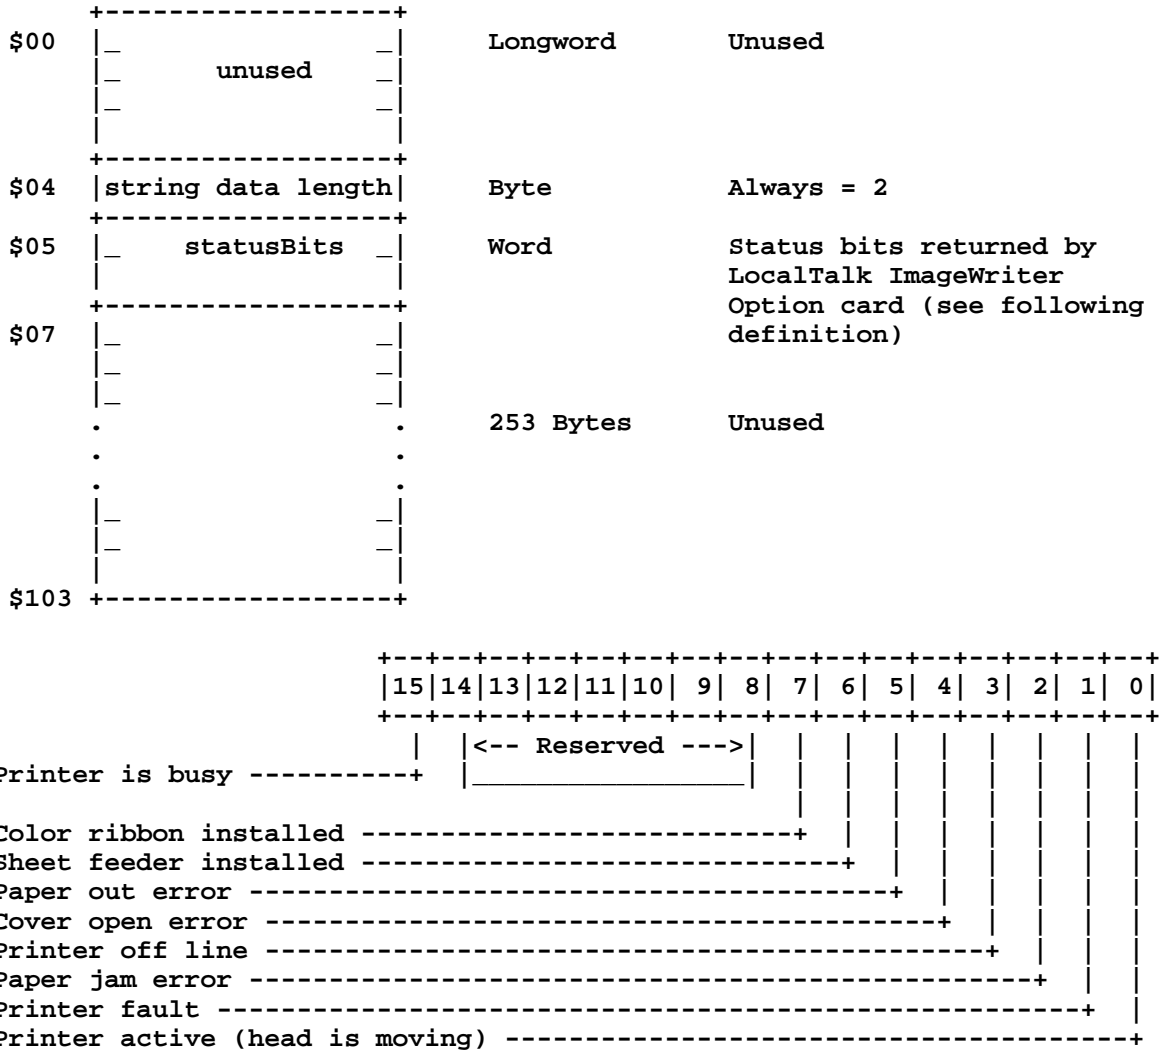 +------------------+
$00 |_ _| Longword Unused
|_ unused _|
|_ _|
| |
+------------------+
$04 |string data length| Byte Always = 2
+------------------+
$05 |_ statusBits _| Word Status bits returned by
| | LocalTalk ImageWriter
+------------------+ Option card (see following
$07 |_ _| definition)
|_ _|
|_ _|
. . 253 Bytes Unused
. .
. .
|_ _|
|_ _|
| |
$103 +------------------+
+--+--+--+--+--+--+--+--+--+--+--+--+--+--+--+--+
|15|14|13|12|11|10| 9| 8| 7| 6| 5| 4| 3| 2| 1| 0|
+--+--+--+--+--+--+--+--+--+--+--+--+--+--+--+--+
| |<-- Reserved --->| | | | | | | | |
Printer is busy ----------+ |_________________| | | | | | | | |
| | | | | | | |
Color ribbon installed ---------------------------+ | | | | | | |
Sheet feeder installed ------------------------------+ | | | | | |
Paper out error ----------------------------------------+ | | | | |
Cover open error ------------------------------------------+ | | | |
Printer off line ---------------------------------------------+ | | |
Paper jam error -------------------------------------------------+ | |
Printer fault -------------------------------------------------------+ |
Printer active (head is moving) ---------------------------------------+